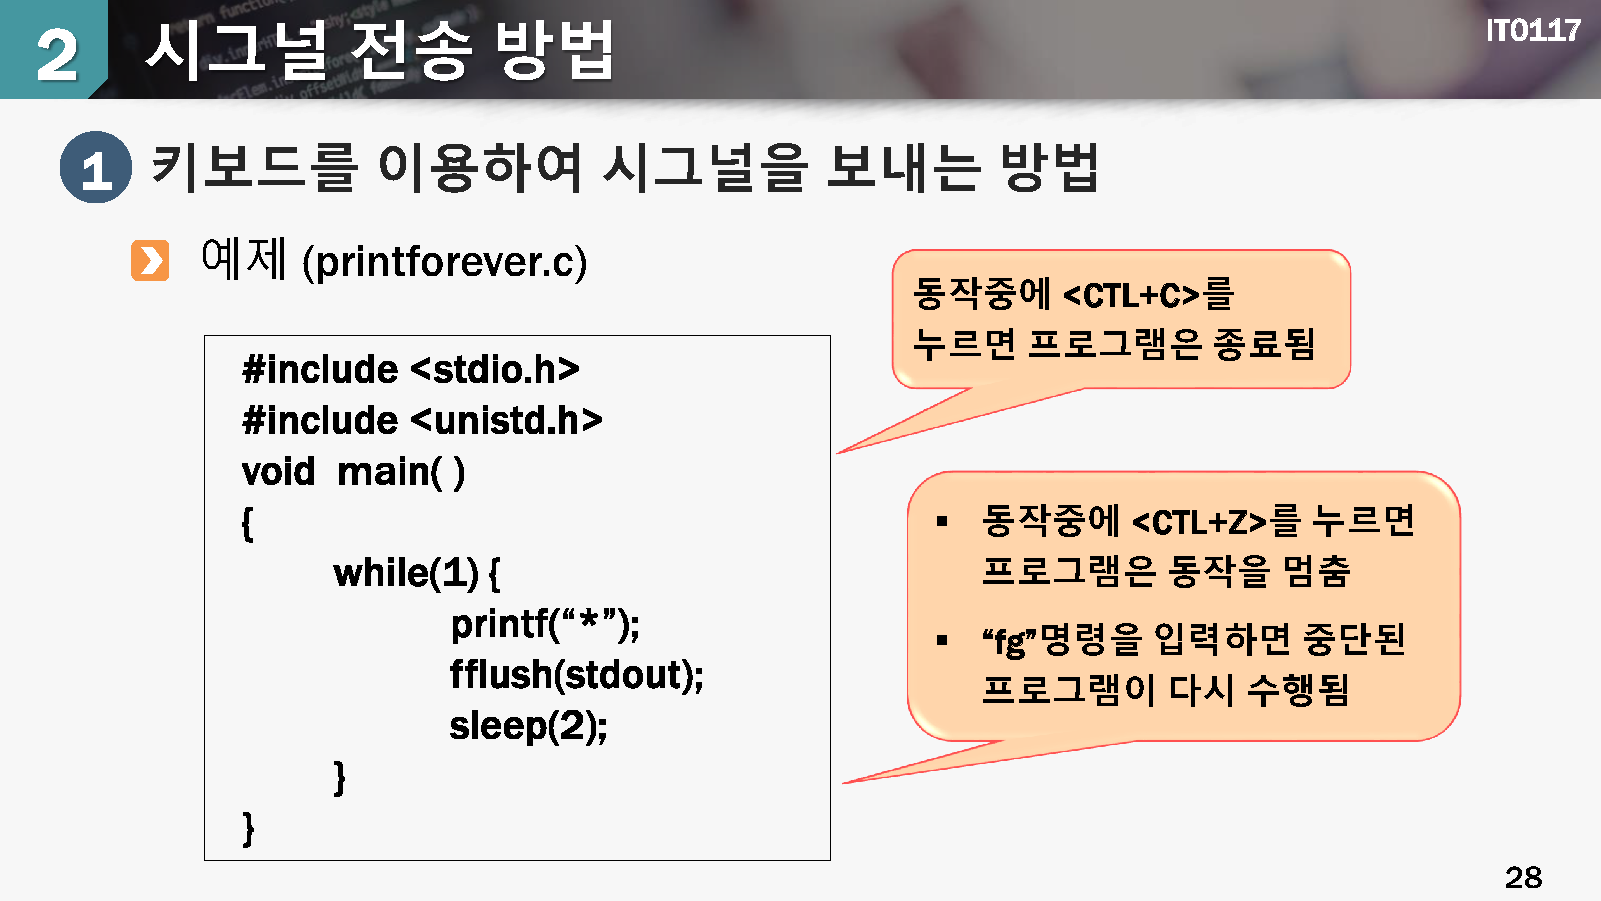 2 시그널 전송 방법
IT0117
1 키보드를 이용하여 시그널을 보내는 방법
예제 (printforever.c)
#include <stdio.h>
#include <unistd.h>
void main( )
{
while(1) {
printf(“*”);
fflush(stdout);
sleep(2);
}
}
동작중에 <CTL+C>를
누르면 프로그램은 종료됨
▪ 동작중에 <CTL+Z>를 누르면
프로그램은 동작을 멈춤
▪ “fg”명령을 입력하면 중단된
프로그램이 다시 수행됨
28